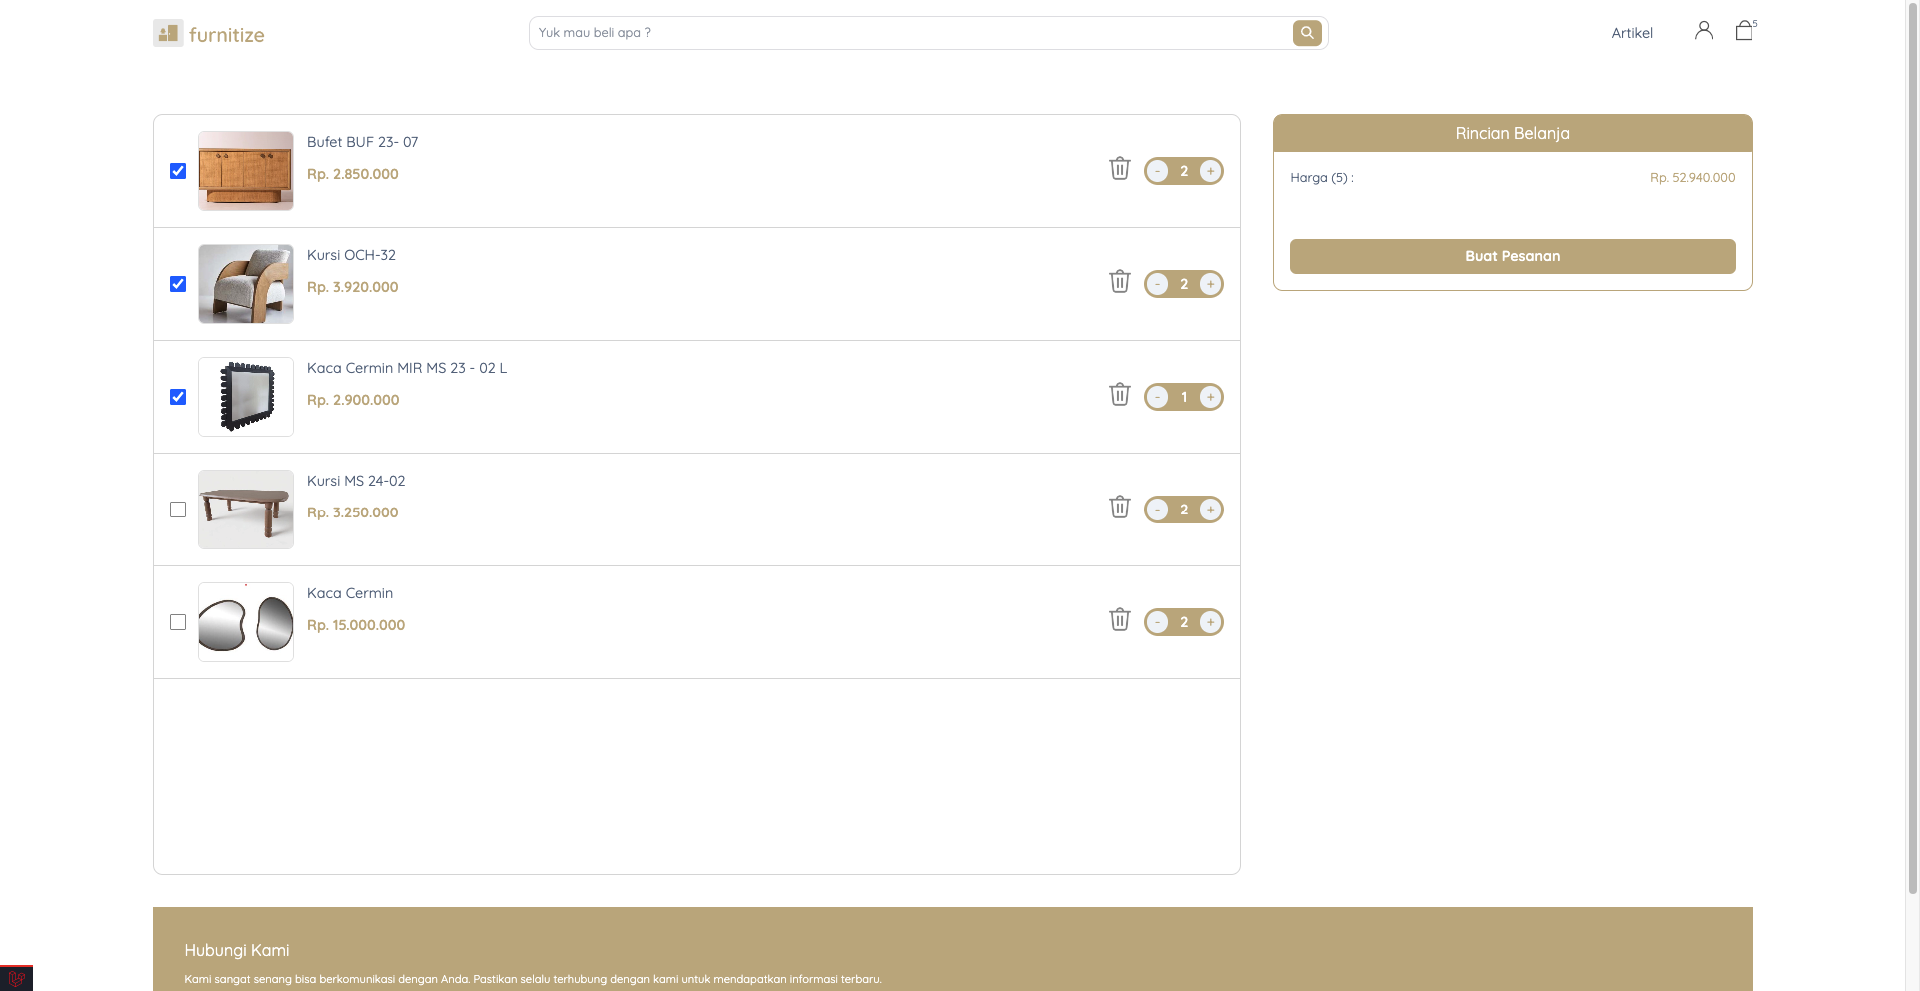 furnitize
Yuk mau beli apa ?
Artikel
5
Bufet BUF 23- 07
Rp. 2.850.000
- 2 +
Kursi OCH-32
Rp. 3.920.000
- 2 +
Kaca Cermin MIR MS 23 - 02 L
Rp. 2.900.000
- 1 +
Kursi MS 24-02
Rp. 3.250.000
- 2 +
Kaca Cermin
Rp. 15.000.000
- 2 +
Rincian Belanja
Harga (5) : Rp. 52.940.000
Buat Pesanan
Hubungi Kami
Kami sangat senang bisa berkomunikasi dengan Anda. Pastikan selalu terhubung dengan kami untuk mendapatkan informasi terbaru.